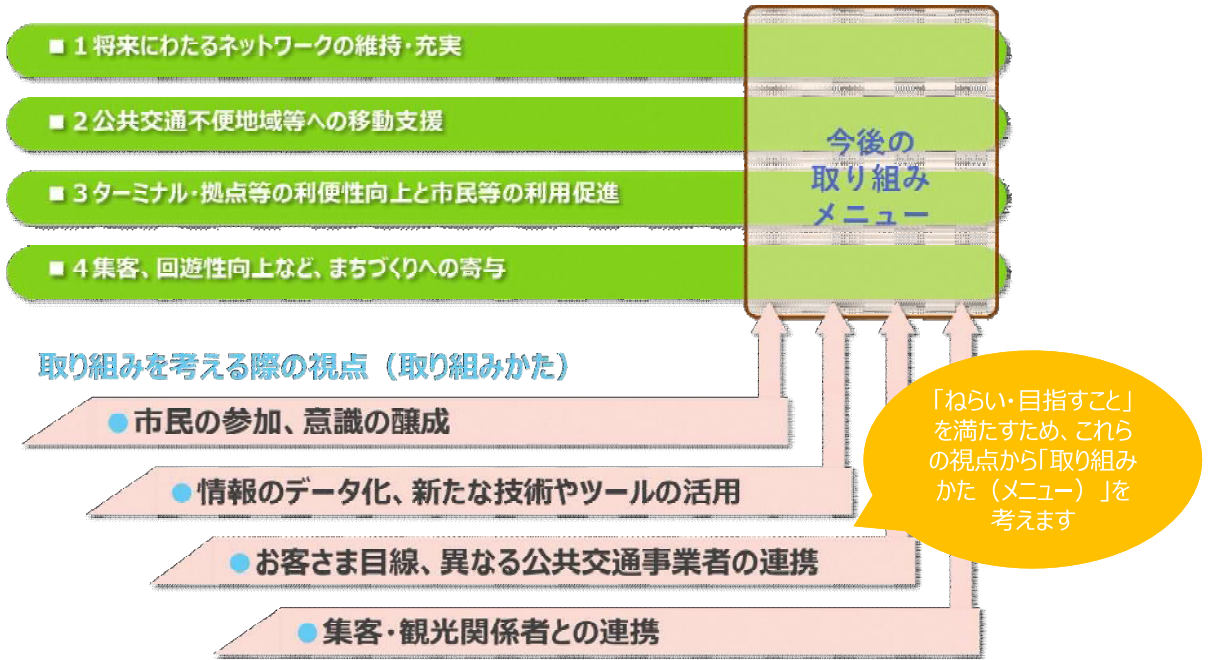 ■ 1 将来にわたるネットワークの維持・充実
■ 2 公共交通不便地域等への移動支援
■ 3 ターミナル・拠点等の利便性向上と市民等の利用促進
■ 4 集客、回遊性向上など、まちづくりへの寄与
今後の
取り組み
メニュー
取り組みを考える際の視点（取り組みかた）
● 市民の参加、意識の醸成
● 情報のデータ化、新たな技術やツールの活用
● お客さま目線、異なる公共交通事業者の連携
● 集客・観光関係者との連携
「ねらい・目指すこと」
を満たすため、これら
の視点から「取り組み
かた（メニュー）」を
考えます